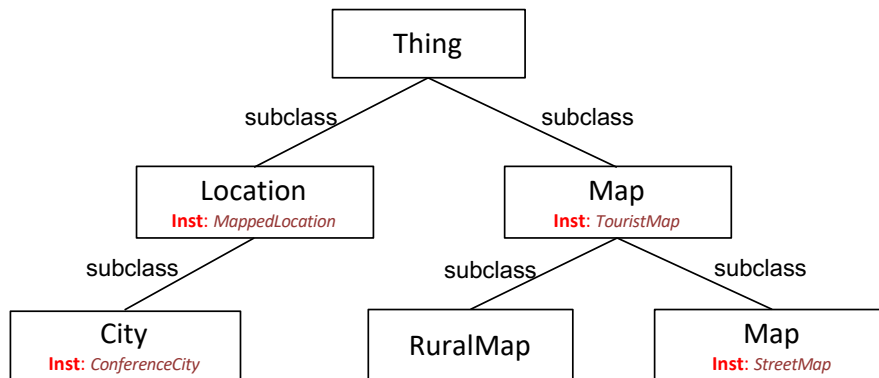 Thing
subclass subclass
Location
Inst: MappedLocation
Map
Inst: TouristMap
subclass subclass subclass
City
Inst: ConferenceCity
RuralMap
Map
Inst: StreetMap